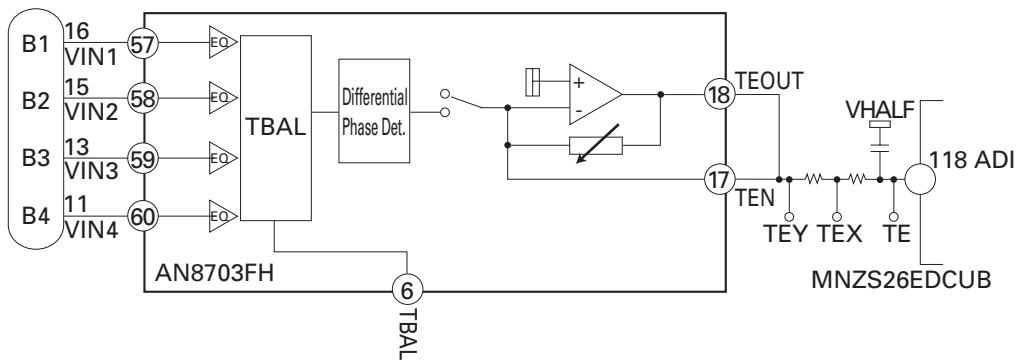 B1
16
VIN1
57
EQ
B2
15
VIN2
58
EQ
B3
13
VIN3
59
EQ
B4
11
VIN4
60
EQ
TBAL
Differential
Phase Det.
+
-
18
TEOUT
17
TEN
VHALF
118 ADI
TEY
TEX
TE
MNZS26EDCUB
AN8703FH
6
TBAL